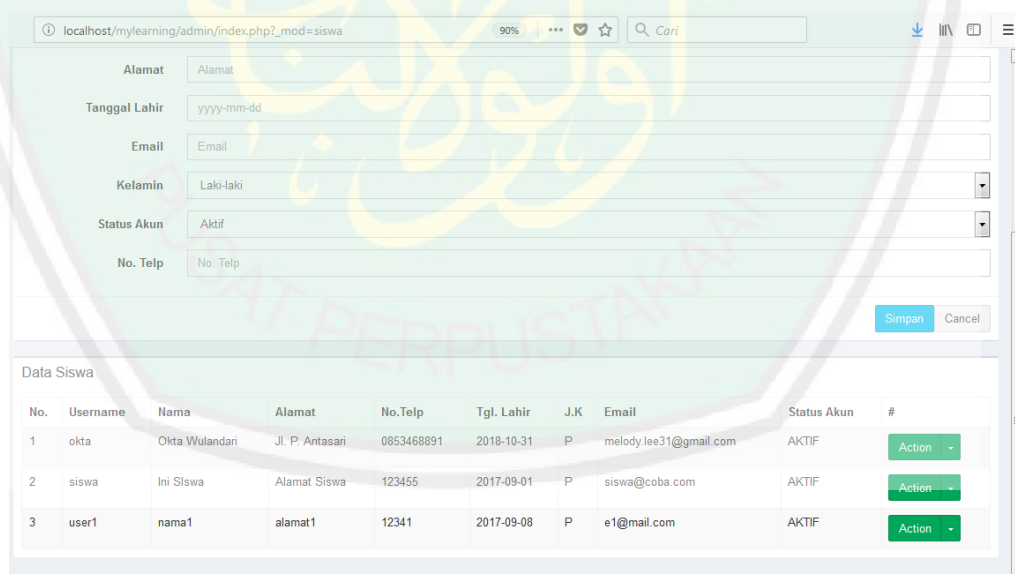 localhost/mylearning/admin/index.php?_mod=siswa 90% ••• Cari
Alamat Alamat
Tanggal Lahir yyyy-mm-dd
Email Email
Kelamin Laki-laki
Status Akun Aktif
No. Telp No. Telp
Simpan Cancel
PUSAT PERPUSTAKAAN
Data Siswa
No. Username Nama Alamat No.Telp Tgl. Lahir J.K Email Status Akun #
1 okta Okta Wulandari Jl. P. Antasari 0853468891 2018-10-31 P melody.lee31@gmail.com AKTIF Action
2 siswa Ini SIswa Alamat Siswa 123455 2017-09-01 P siswa@coba.com AKTIF Action
3 user1 nama1 alamat1 12341 2017-09-08 P e1@mail.com AKTIF Action